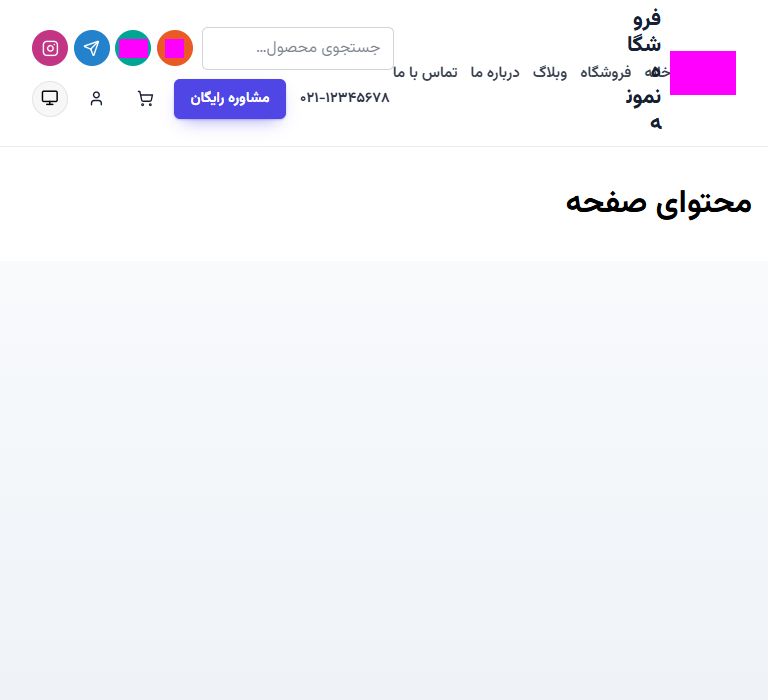 فرو
شگا
ه
نمون
ه
خانه
فروشگاه
وبلاگ
درباره ما
تماس با ما
جستجوی محصول...
۰۲۱-۱۲۳۴۵۶۷۸
مشاوره رایگان
محتوای صفحه